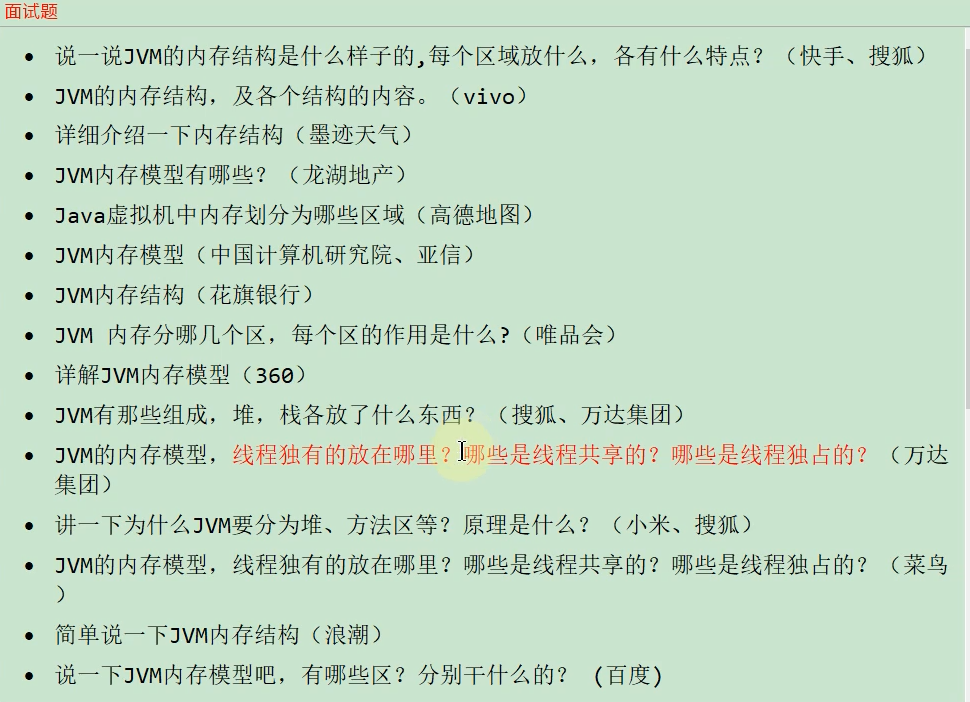 面试题
说一说JVM的内存结构是什么样子的,每个区域放什么，各有什么特点？（快手、搜狐）
JVM的内存结构，及各个结构的内容。（vivo）
详细介绍一下内存结构（墨迹天气）
JVM内存模型有哪些？（龙湖地产）
Java虚拟机中内存划分为哪些区域（高德地图）
JVM内存模型（中国计算机研究院、亚信）
JVM内存结构（花旗银行）
JVM 内存分哪几个区，每个区的作用是什么?（唯品会）
详解JVM内存模型（360）
JVM有那些组成，堆，栈各放了什么东西？（搜狐、万达集团）
JVM的内存模型，线程独有的放在哪里？哪些是线程共享的？哪些是线程独占的？（万达
集团）
讲一下为什么JVM要分为堆、方法区等？原理是什么？（小米、搜狐）
JVM的内存模型，线程独有的放在哪里？哪些是线程共享的？哪些是线程独占的？（菜鸟
）
简单说一下JVM内存结构（浪潮）
说一下JVM内存模型吧，有哪些区？分别干什么的？ (百度)